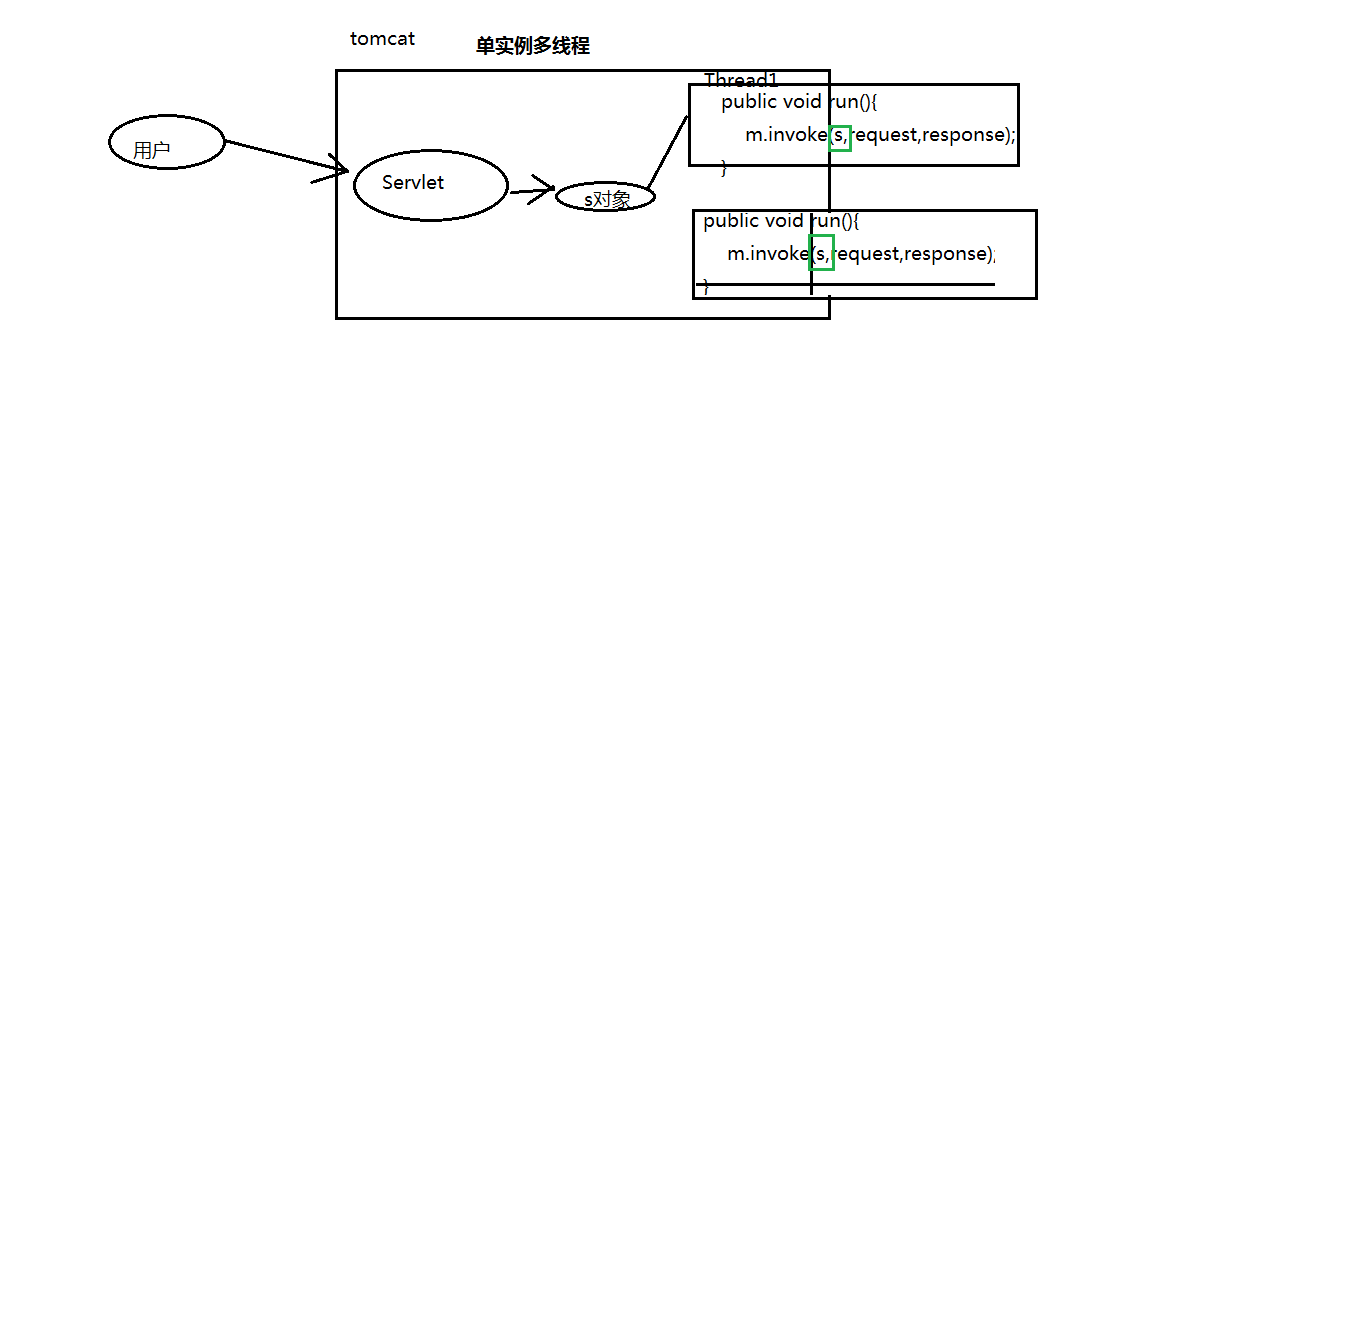 tomcat
单实例多线程
用户
Servlet
s对象
Thread1
public void run(){
m.invoke(s,request,response);
}
public void run(){
m.invoke(s,request,response);
}